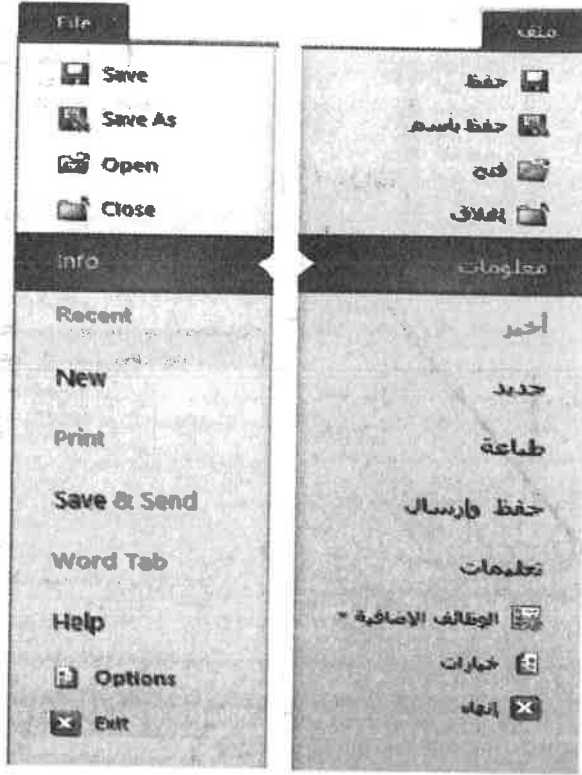 File
Save
Save As
Open
Close
Info
Recent
New
Print
Save & Send
Word Tab
Help
Options
Exit
ملف
حفظ
حفظ باسم
فتح
إغلاق
معلومات
أخير
جديد
طباعة
حفظ وإرسال
تعليمات
الوظائف الإضافية
خيارات
إنهاء